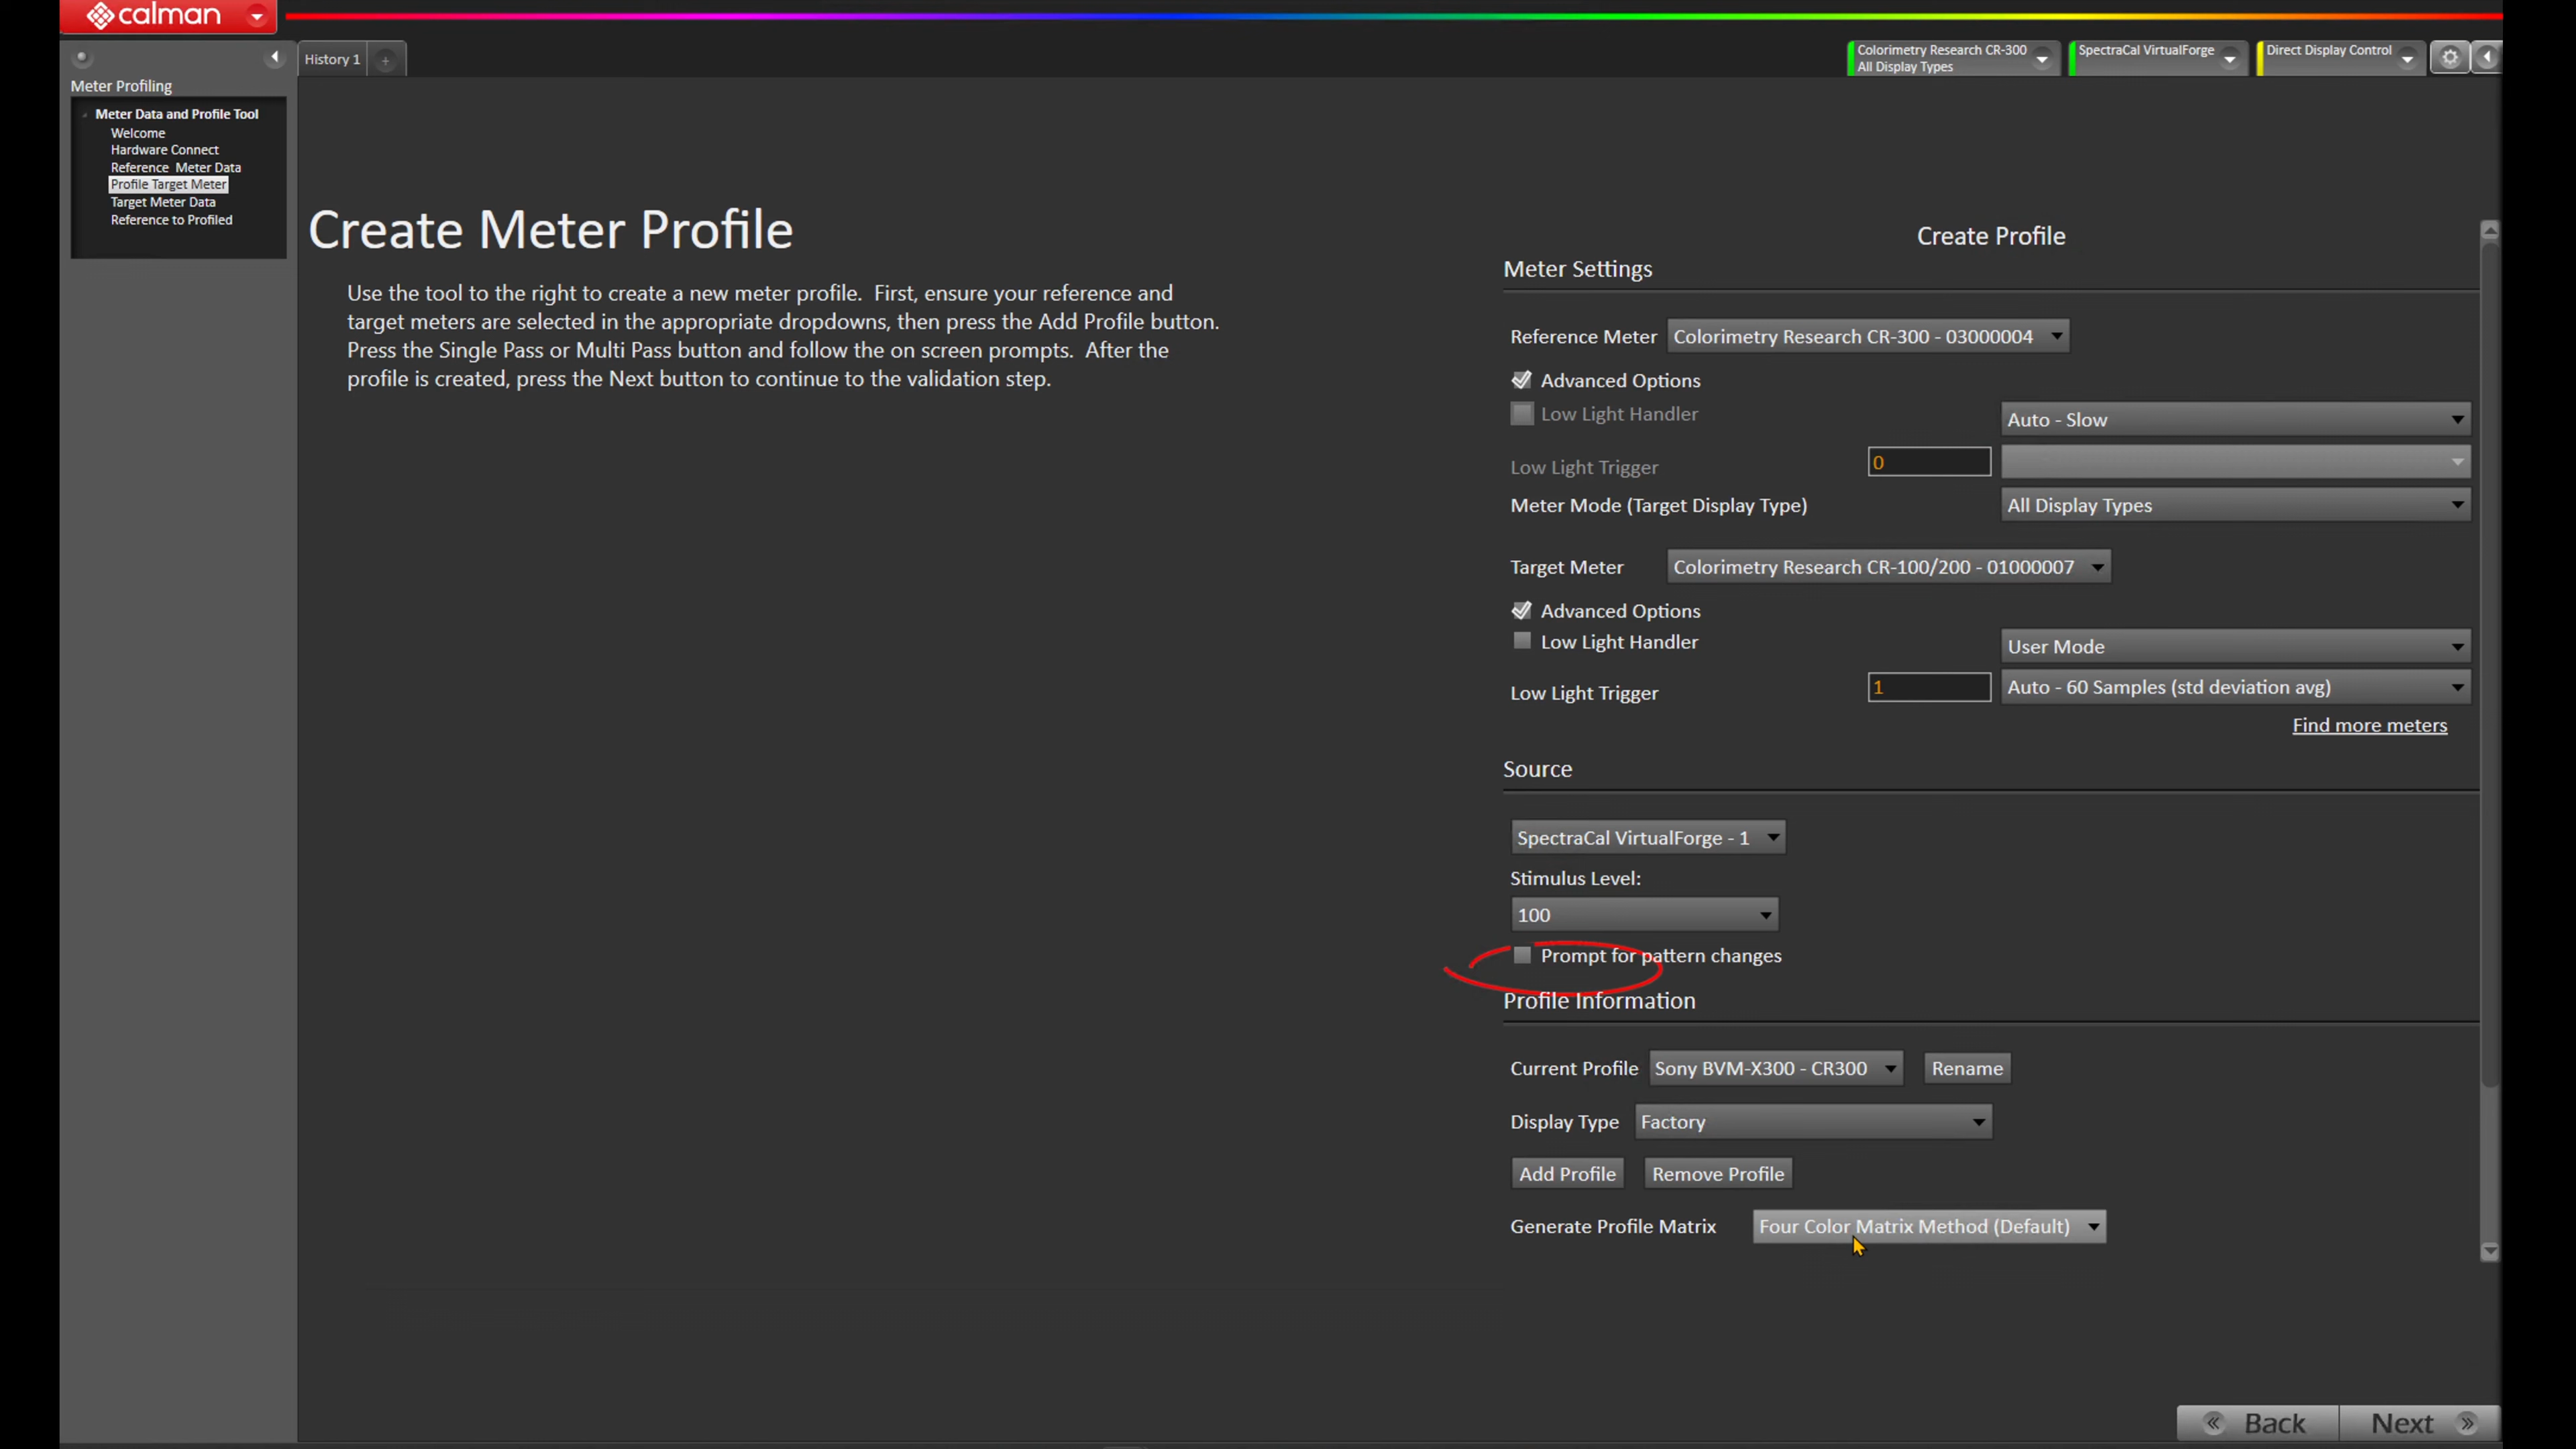 calman
History 1
+
Colorimetry Research CR-300
All Display Types
SpectraCal VirtualForge
Direct Display Control
Meter Profiling
Meter Data and Profile Tool
Welcome
Hardware Connect
Reference  Meter Data
Profile Target Meter
Target Meter Data
Reference to Profiled
Create Meter Profile
Use the tool to the right to create a new meter profile.  First, ensure your reference and
target meters are selected in the appropriate dropdowns, then press the Add Profile button.
Press the Single Pass or Multi Pass button and follow the on screen prompts.  After the
profile is created, press the Next button to continue to the validation step.
Create Profile
Meter Settings
Reference Meter Colorimetry Research CR-300 - 03000004
Advanced Options
Low Light Handler Auto - Slow
Low Light Trigger 0
Meter Mode (Target Display Type) All Display Types
Target Meter Colorimetry Research CR-100/200 - 01000007
Advanced Options
Low Light Handler User Mode
Low Light Trigger 1 Auto - 60 Samples (std deviation avg)
Find more meters
Source
SpectraCal VirtualForge - 1
Stimulus Level:
100
Prompt for pattern changes
Profile Information
Current Profile Sony BVM-X300 - CR300 Rename
Display Type Factory
Add Profile Remove Profile
Generate Profile Matrix Four Color Matrix Method (Default)
Back Next